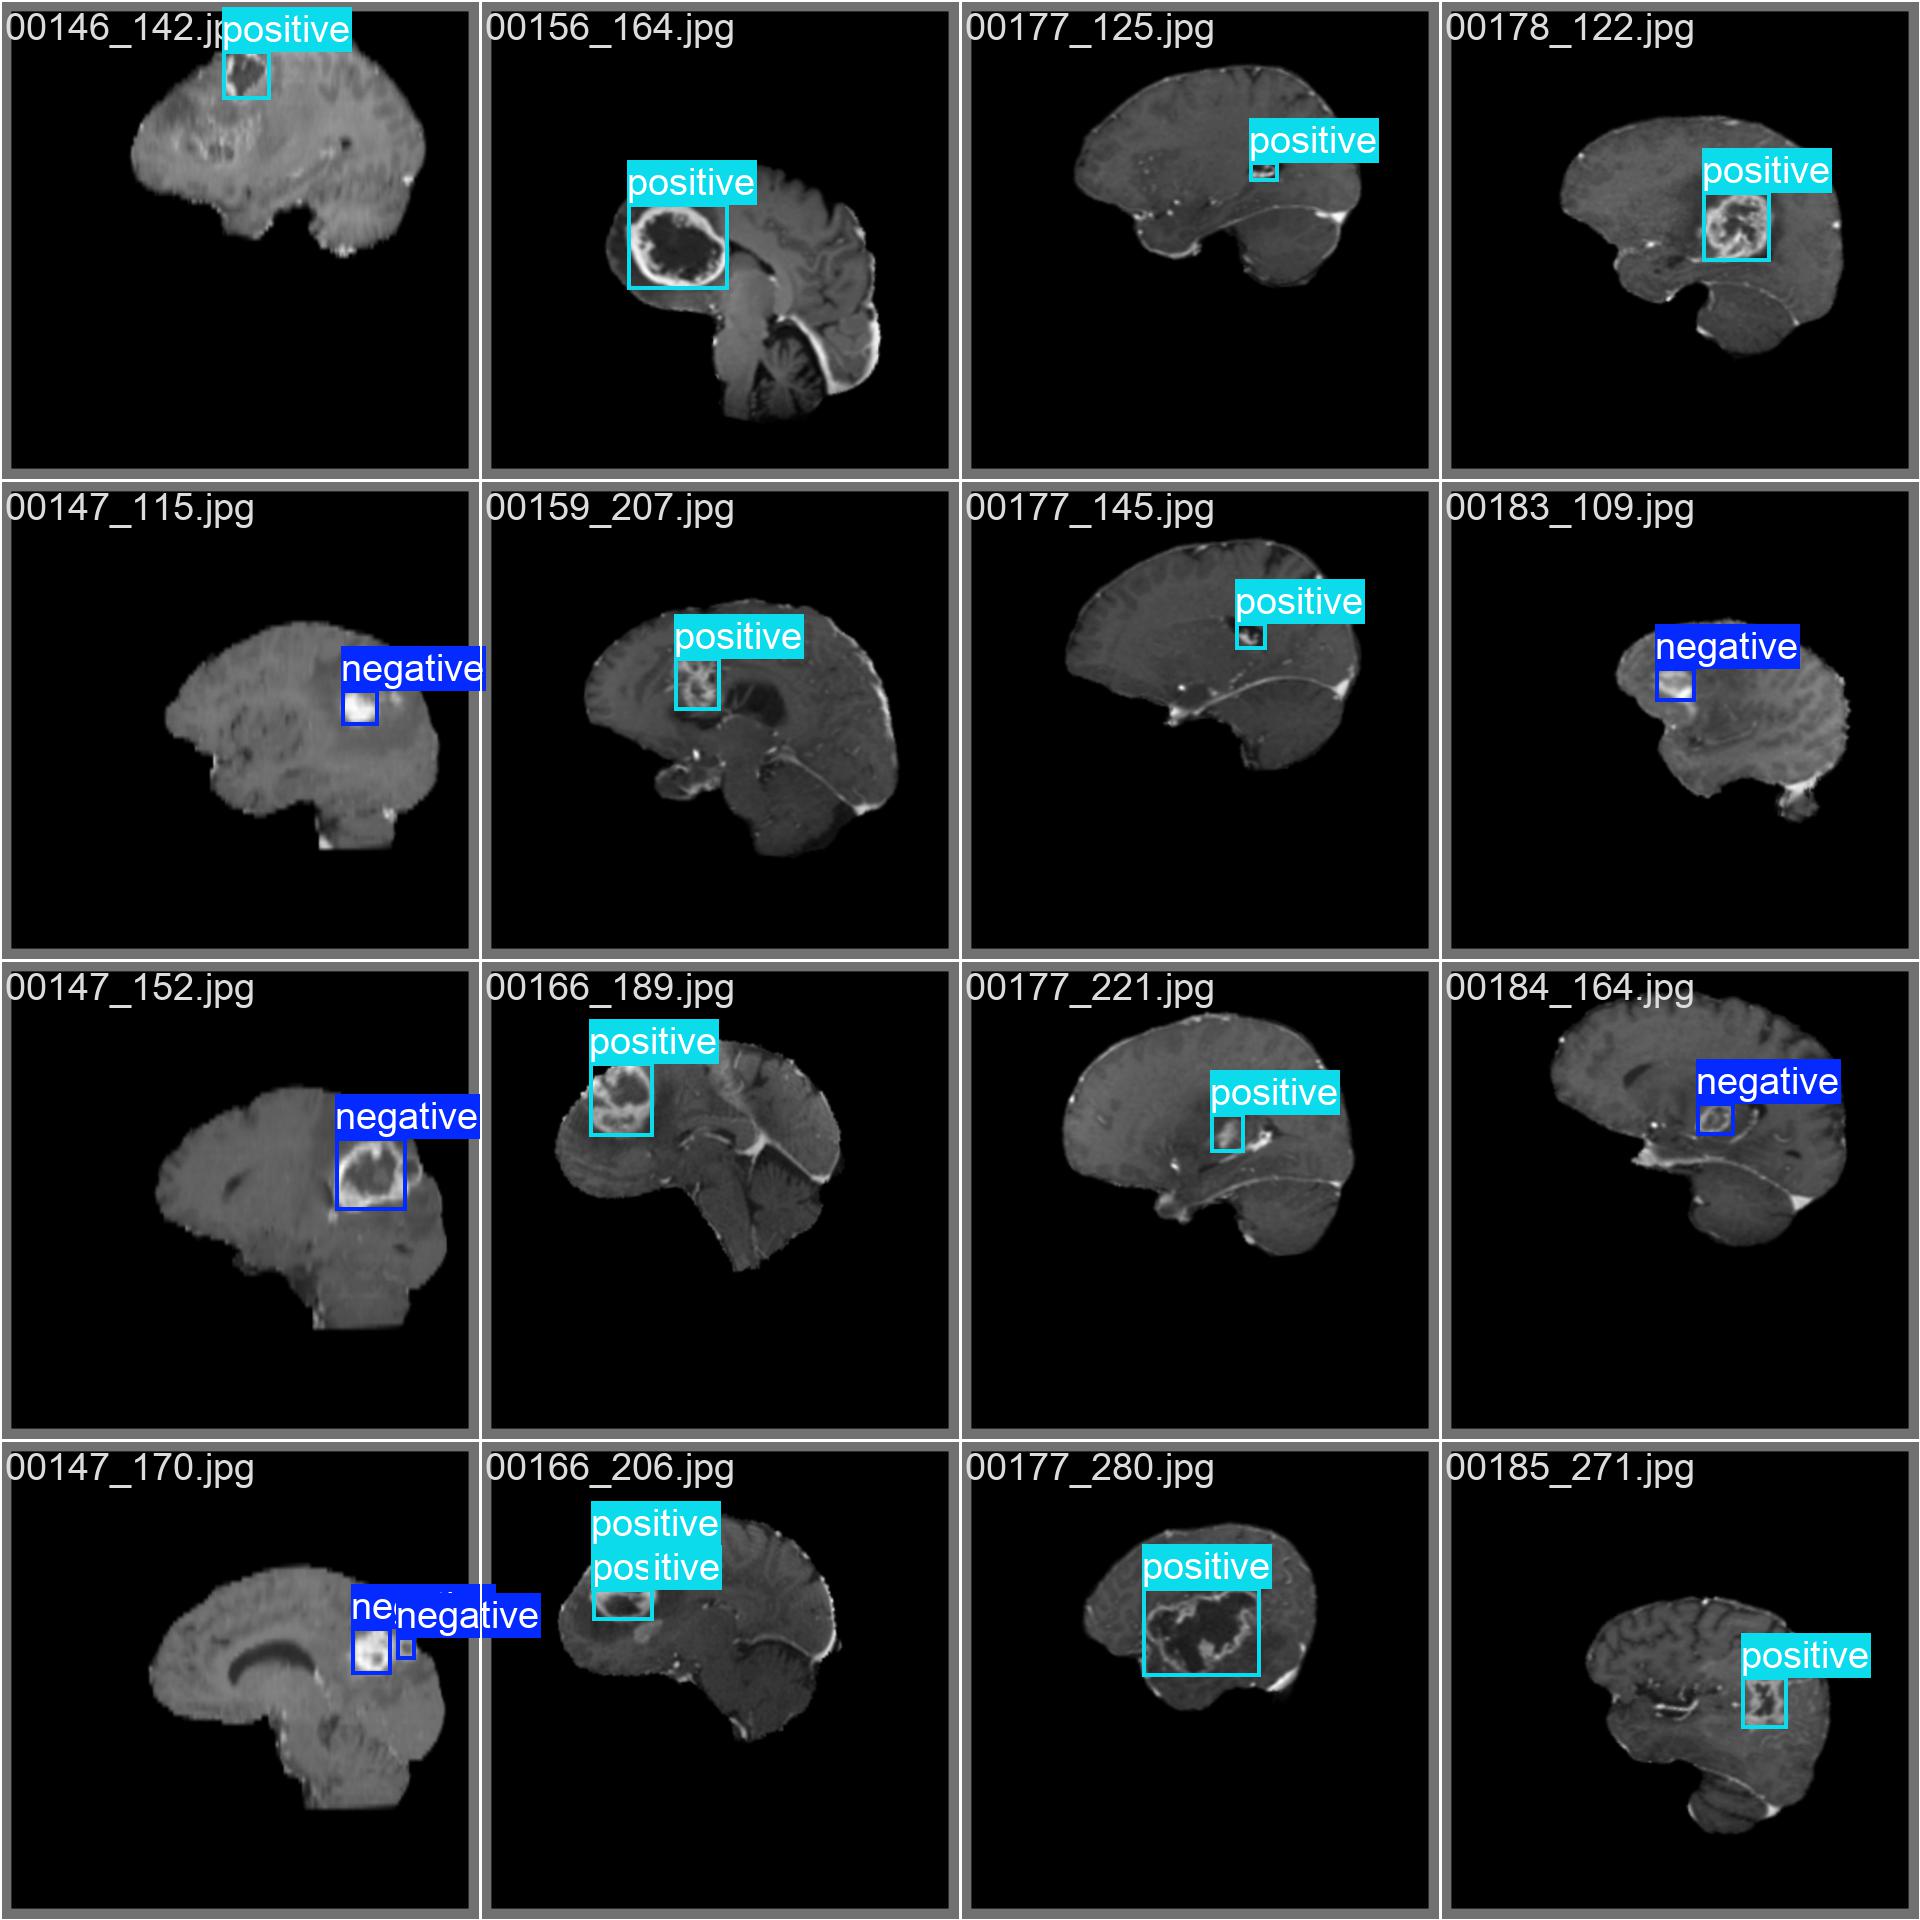 00146_142.jp
positive
00156_164.jpg
positive
00177_125.jpg
positive
00178_122.jpg
positive
00147_115.jpg
negative
00159_207.jpg
positive
00177_145.jpg
positive
00183_109.jpg
negative
00147_152.jpg
negative
00166_189.jpg
positive
00177_221.jpg
positive
00184_164.jpg
negative
00147_170.jpg
ne
negative
00166_206.jpg
positive
positive
00177_280.jpg
positive
00185_271.jpg
positive